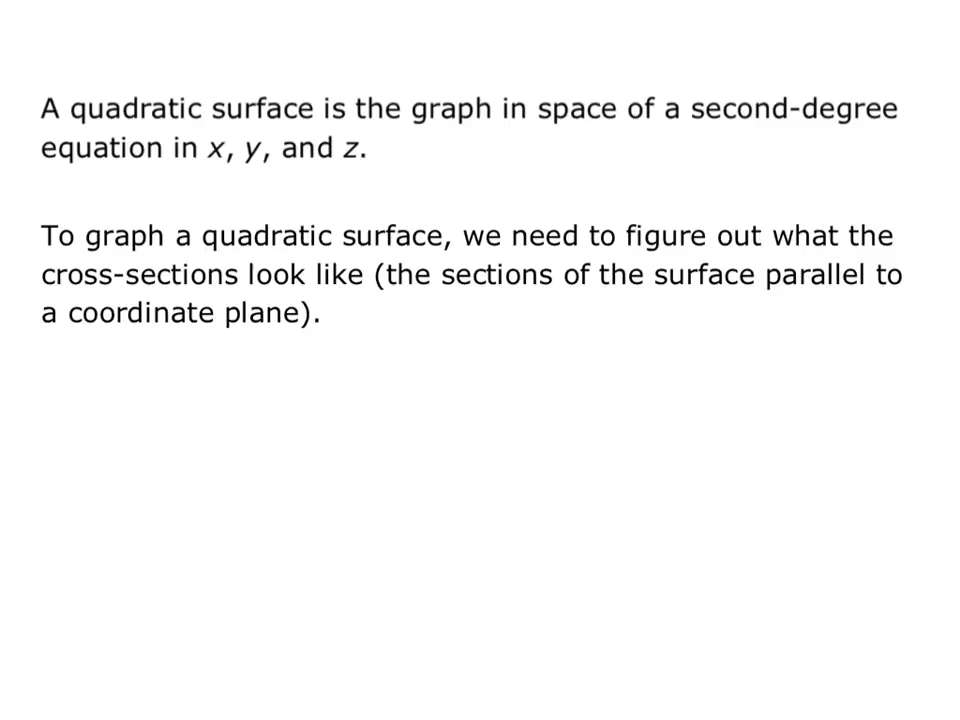 A quadratic surface is the graph in space of a second-degree
equation in x, y, and z.
To graph a quadratic surface, we need to figure out what the
cross-sections look like (the sections of the surface parallel to
a coordinate plane).